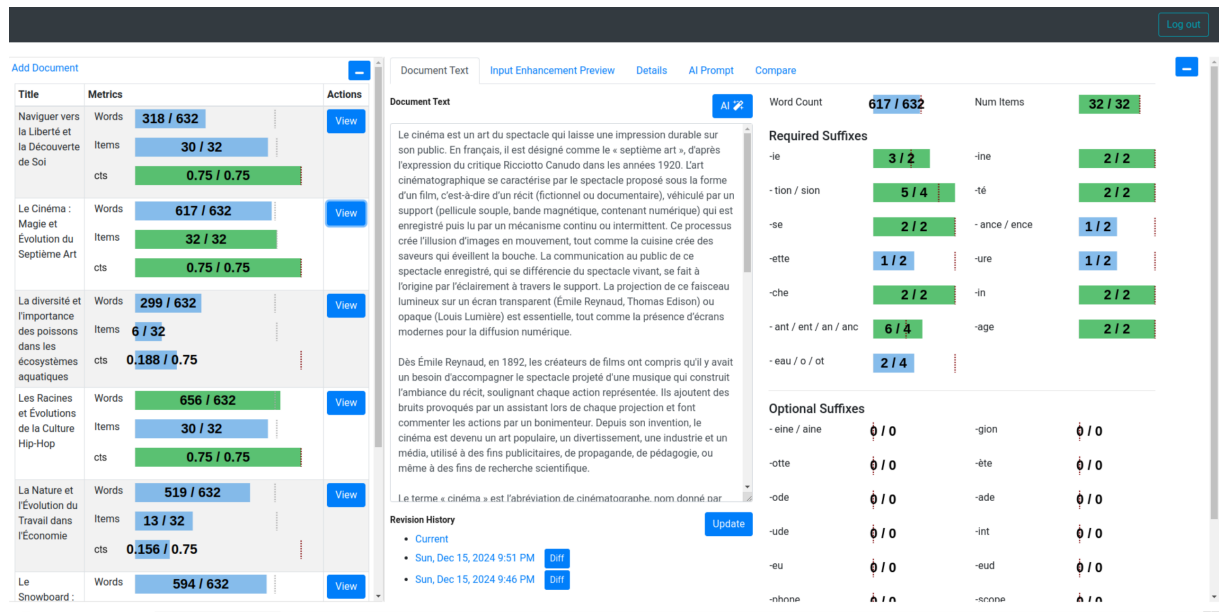 Log out
Add Document
Title Metrics Actions
Naviguer vers
la Liberté et
la Découverte
de Soi
Words 318 / 632
Items 30 / 32
cts 0.75 / 0.75
View
Le Cinéma :
Magie et
Évolution du
Septième Art
Words 617 / 632
Items 32 / 32
cts 0.75 / 0.75
View
La diversité et
l'importance
des poissons
dans les
écosystèmes
aquatiques
Words 299 / 632
Items 6 / 32
cts 0.188 / 0.75
View
Les Racines
et Évolutions
de la Culture
Hip-Hop
Words 656 / 632
Items 30 / 32
cts 0.75 / 0.75
View
La Nature et
l'Évolution du
Travail dans
l'Économie
Words 519 / 632
Items 13 / 32
cts 0.156 / 0.75
View
Le
Snowboard :
Words 594 / 632
View
Document Text Input Enhancement Preview Details AI Prompt Compare
Document Text
AI
Le cinéma est un art du spectacle qui laisse une impression durable sur
son public. En français, il est désigné comme le « septième art », d'après
l'expression du critique Ricciotto Canudo dans les années 1920. L'art
cinématographique se caractérise par le spectacle proposé sous la forme
d'un film, c'est-à-dire d'un récit (fictionnel ou documentaire), véhiculé par un
support (pellicule souple, bande magnétique, contenant numérique) qui est
enregistré puis lu par un mécanisme continu ou intermittent. Ce processus
crée l'illusion d'images en mouvement, tout comme la cuisine crée des
saveurs qui éveillent la bouche. La communication au public de ce
spectacle enregistré, qui se différencie du spectacle vivant, se fait à
l'origine par l'éclairement à travers le support. La projection de ce faisceau
lumineux sur un écran transparent (Émile Reynaud, Thomas Edison) ou
opaque (Louis Lumière) est essentielle, tout comme la présence d'écrans
modernes pour la diffusion numérique.
Dès Émile Reynaud, en 1892, les créateurs de films ont compris qu'il y avait
un besoin d'accompagner le spectacle projeté d'une musique qui construit
l'ambiance du récit, soulignant chaque action représentée. Ils ajoutent des
bruits provoqués par un assistant lors de chaque projection et font
commenter les actions par un bonimenteur. Depuis son invention, le
cinéma est devenu un art populaire, un divertissement, une industrie et un
média, utilisé à des fins publicitaires, de propagande, de pédagogie, ou
même à des fins de recherche scientifique.
Le terme « cinéma » est l'abréviation de cinématographe, nom donné par
Revision History
Update
Current
Sun, Dec 15, 2024 9:51 PM Diff
Sun, Dec 15, 2024 9:46 PM Diff
Word Count 617 / 632 Num Items 32 / 32
Required Suffixes
-ie 3 / 2 -ine 2 / 2
- tion / sion 5 / 4 -té 2 / 2
-se 2 / 2 - ance / ence 1 / 2
-ette 1 / 2 -ure 1 / 2
-che 2 / 2 -in 2 / 2
- ant / ent / an / anc 6 / 4 -age 2 / 2
- eau / o / ot 2 / 4
Optional Suffixes
- eine / aine 0 / 0 -gion 0 / 0
-otte 0 / 0 -ète 0 / 0
-ode 0 / 0 -ade 0 / 0
-ude 0 / 0 -int 0 / 0
-eu 0 / 0 -eud 0 / 0
-phone 0 / 0 -scope 0 / 0